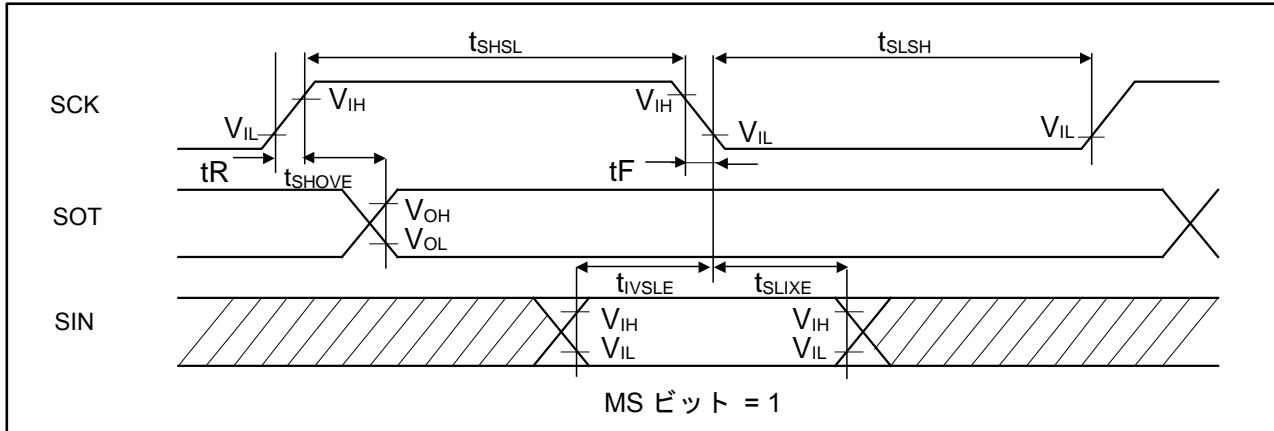 tSHSL tSLSH
SCK VIH VIH
VIL VIL VIL
tR tSHOVE tF
SOT VOH
VOL
tIVSLE tSLIXE
SIN VIH VIH
VIL VIL
MS ビット = 1